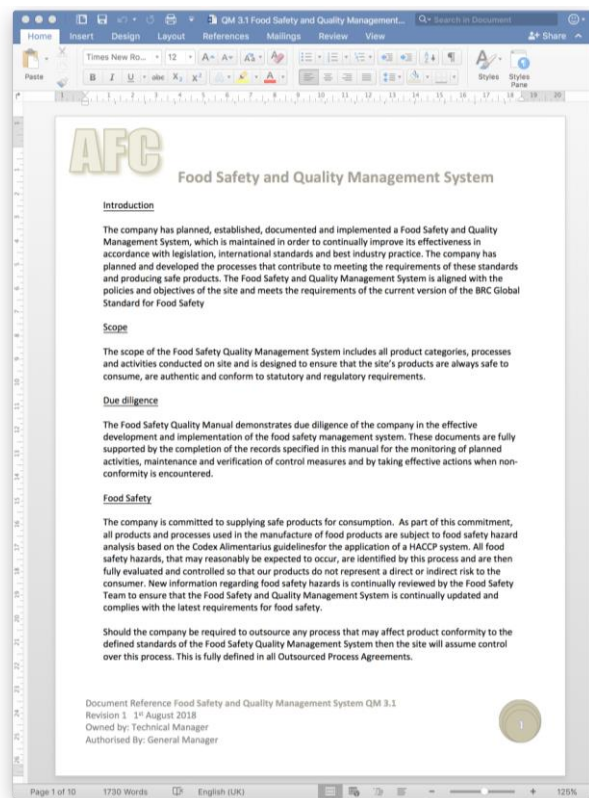 QM 3.1 Food Safety and Quality Management...
Search in Document
Home Insert Design Layout References Mailings Review View Share
Paste
Times New Ro... 12
Styles
Styles Pane
AFC
Food Safety and Quality Management System
Introduction
The company has planned, established, documented and implemented a Food Safety and Quality
Management System, which is maintained in order to continually improve its effectiveness in
accordance with legislation, international standards and best industry practice. The company has
planned and developed the processes that contribute to meeting the requirements of these standards
and producing safe products. The Food Safety and Quality Management System is aligned with the
policies and objectives of the site and meets the requirements of the current version of the BRC Global
Standard for Food Safety
Scope
The scope of the Food Safety Quality Management System includes all product categories, processes
and activities conducted on site and is designed to ensure that the site's products are always safe to
consume, are authentic and conform to statutory and regulatory requirements.
Due diligence
The Food Safety Quality Manual demonstrates due diligence of the company in the effective
development and implementation of the food safety management system. These documents are fully
supported by the completion of the records specified in this manual for the monitoring of planned
activities, maintenance and verification of control measures and by taking effective actions when non-
conformity is encountered.
Food Safety
The company is committed to supplying safe products for consumption. As part of this commitment,
all products and processes used in the manufacture of food products are subject to food safety hazard
analysis based on the Codex Alimentarius guidelinesfor the application of a HACCP system. All food
safety hazards, that may reasonably be expected to occur, are identified by this process and are then
fully evaluated and controlled so that our products do not represent a direct or indirect risk to the
consumer. New information regarding food safety hazards is continually reviewed by the Food Safety
Team to ensure that the Food Safety and Quality Management System is continually updated and
complies with the latest requirements for food safety.
Should the company be required to outsource any process that may affect product conformity to the
defined standards of the Food Safety Quality Management System then the site will assume control
over this process. This is fully defined in all Outsourced Process Agreements.
Document Reference Food Safety and Quality Management System QM 3.1
Revision 1 1st August 2018
Owned by: Technical Manager
Authorised By: General Manager
1
Page 1 of 10 1730 Words English (UK) 125%